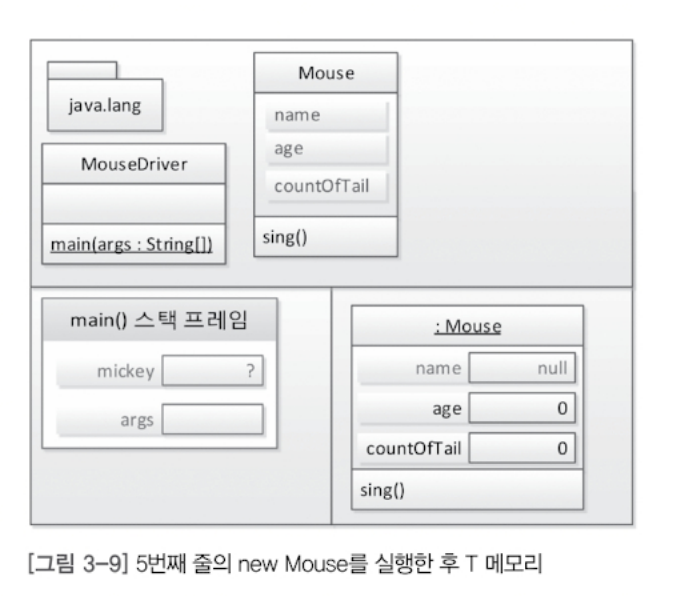 java.lang
MouseDriver
main(args : String[])
Mouse
name
age
countOfTail
sing()
main() 스택 프레임
mickey ?
args
: Mouse
name null
age 0
countOfTail 0
sing()
[그림 3-9] 5번째 줄의 new Mouse를 실행한 후 T 메모리